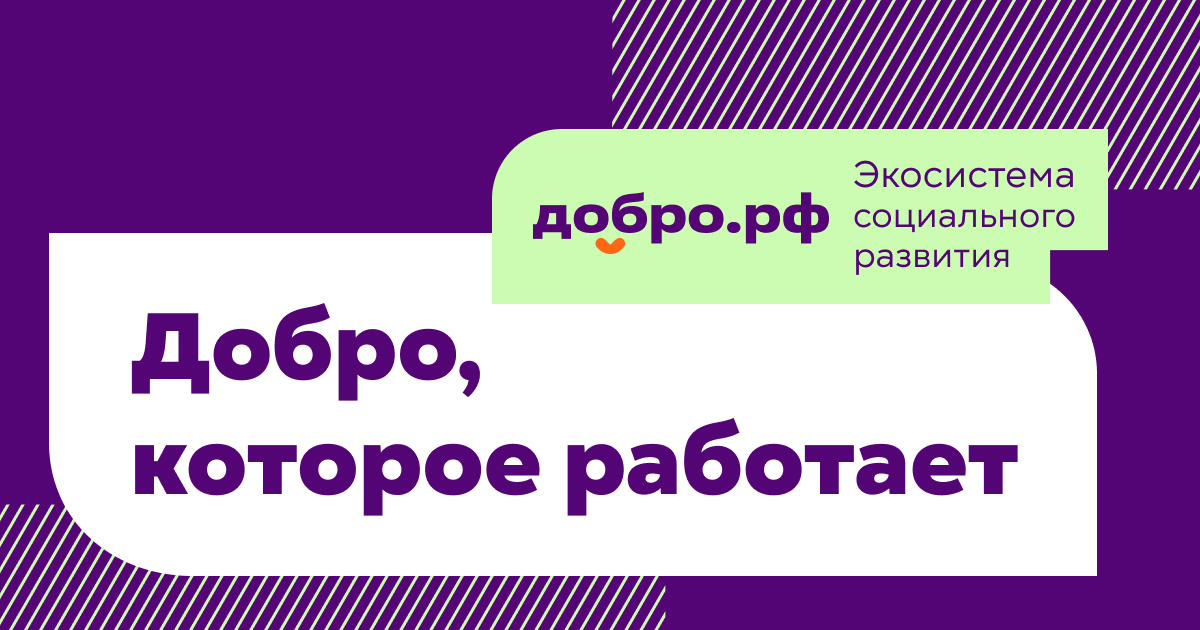 добро.рф
Экосистема
социального
развития
Добро,
которое работает